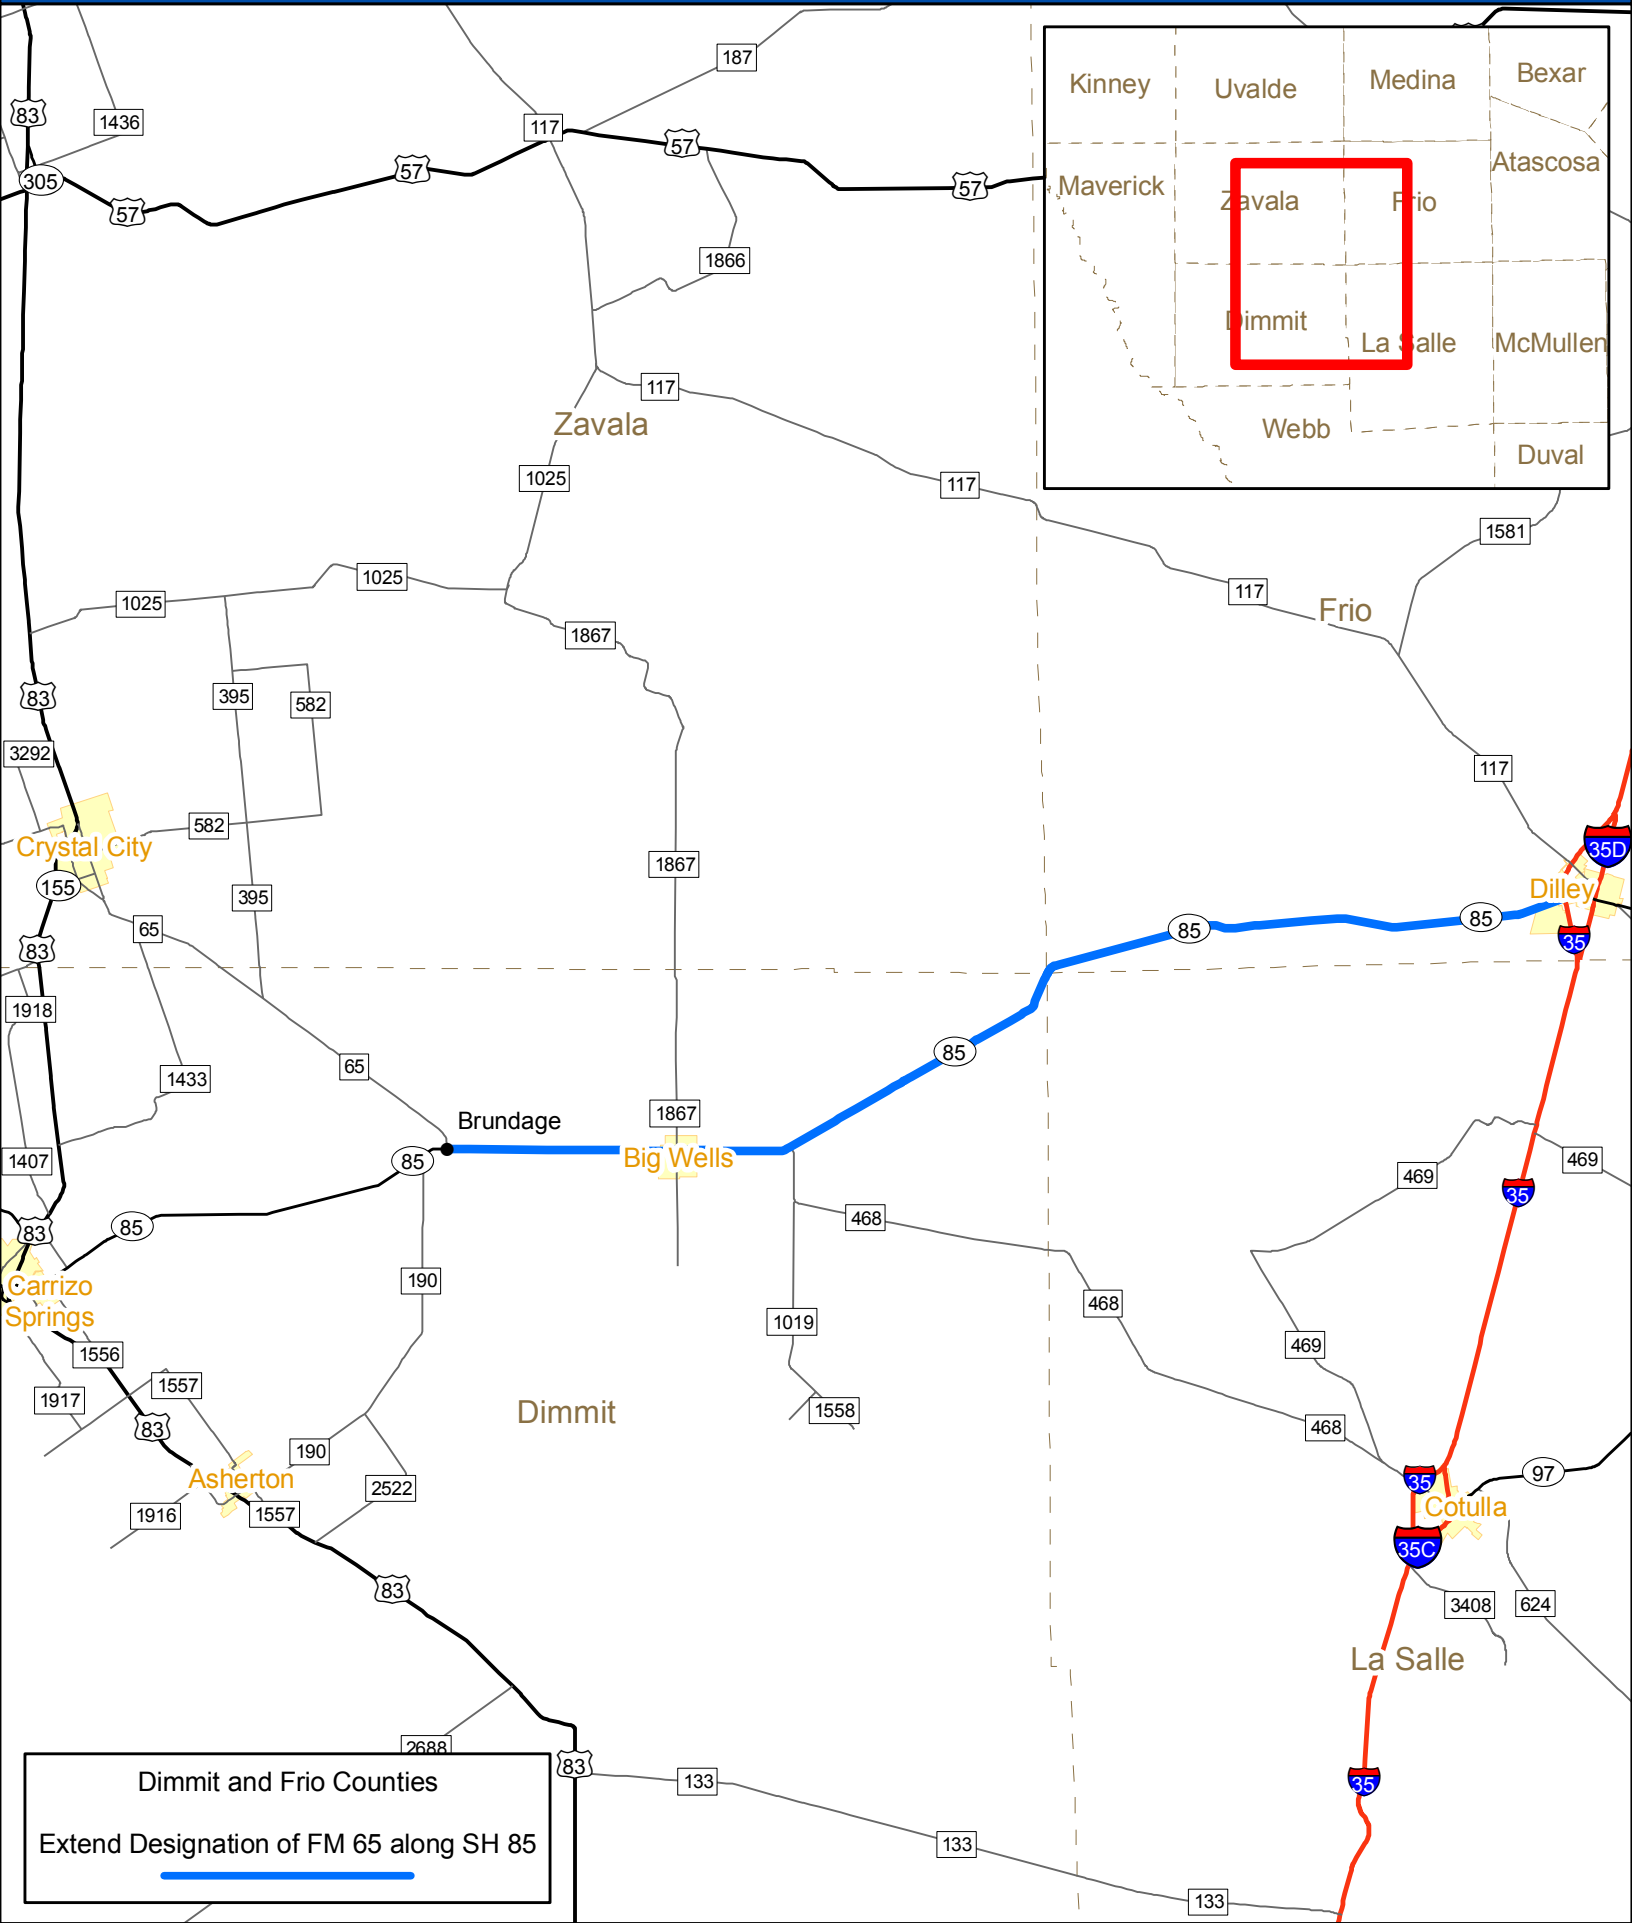 187
83
1436
117
57
57
305
57
57
1866
Kinney
Uvalde
Medina
Bexar
Maverick
Zavala
Frio
Atascosa
Dimmit
La Salle
McMullen
Webb
Duval
117
Zavala
1025
117
1581
1025
1025
117
Frio
1867
83
395
582
3292
117
582
Crystal City
35D
1867
155
395
Dilley
65
85
85
83
35
1918
85
65
1433
1867
Brundage
1407
85
Big Wells
469
469
35
85
468
83
190
Carrizo
Springs
468
1019
469
1556
1557
1917
1558
83
Dimmit
468
190
Asherton
2522
35
97
Cotulla
1916
1557
35C
83
3408
624
La Salle
2688
83
133
35
133
133
Dimmit and Frio Counties
Extend Designation of FM 65 along SH 85